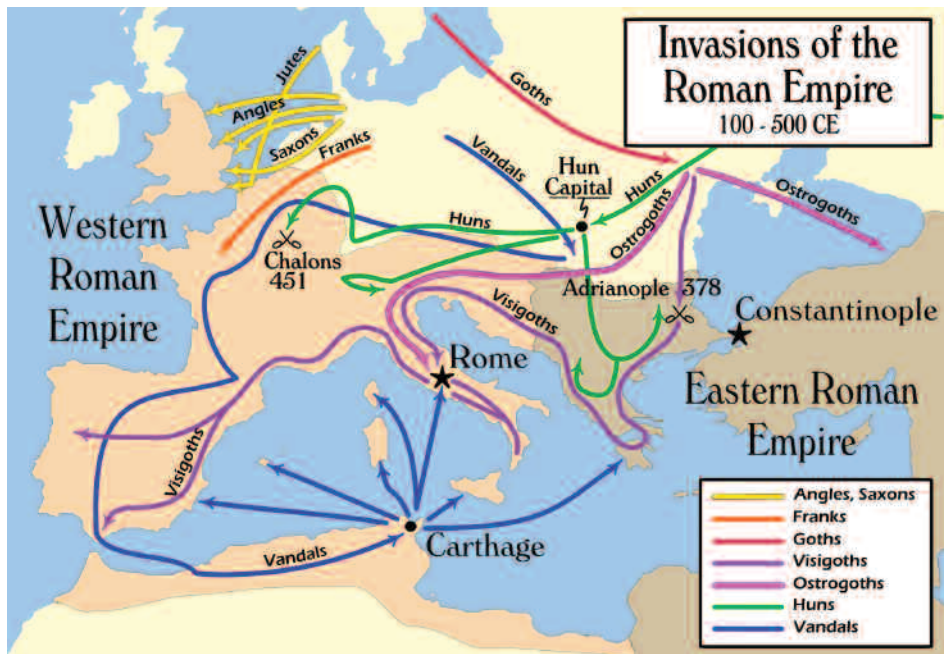 Invasions of the
Roman Empire
100 - 500 CE
Jutes
Angles
Saxons
Franks
Goths
Vandals
Hun
Capital
Huns
Ostrogoths
Ostrogoths
Huns
Western
Roman
Empire
Chalons
451
Adrianople 378
Visigoths
Constantinople
Rome
Eastern Roman
Empire
Visigoths
Carthage
Vandals
Angles, Saxons
Franks
Goths
Visigoths
Ostrogoths
Huns
Vandals